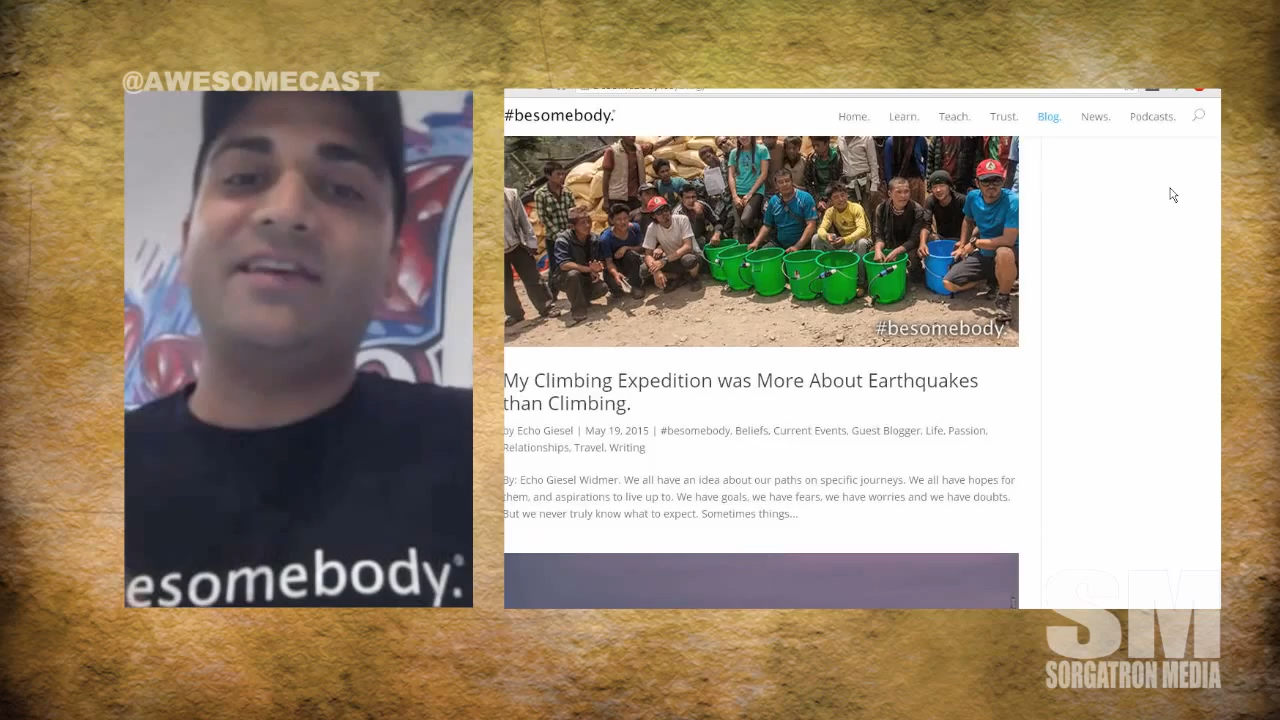 @AWESOMECAST
#besomebody.
Home. Learn. Teach. Trust. Blog. News. Podcasts.
#besomebody.
My Climbing Expedition was More About Earthquakes
than Climbing.
by Echo Giesel | May 19, 2015 | #besomebody, Beliefs, Current Events, Guest Blogger, Life, Passion,
Relationships, Travel, Writing
By: Echo Giesel Widmer. We all have an idea about our paths on specific journeys. We all have hopes for
them, and aspirations to live up to. We have goals, we have fears, we have worries and we have doubts.
But we never truly know what to expect. Sometimes things...
esomebody.
SM
SORGATRON MEDIA